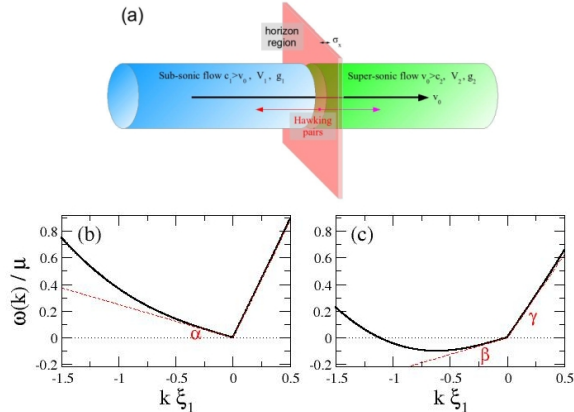 (a)
horizon
region
σₓ
Sub-sonic flow c₁>v₀, V₁, g₁
Super-sonic flow v₀>c₂, V₂, g₂
v₀
Hawking
pairs
(b)
(c)
ω(k) / μ
0.8
0.6
0.4
0.2
0
-0.2
α
-1.5 -1 -0.5 0 0.5
k ξ₁
0.8
0.6
0.4
0.2
0
-0.2
γ
β
-1.5 -1 -0.5 0 0.5
k ξ₁